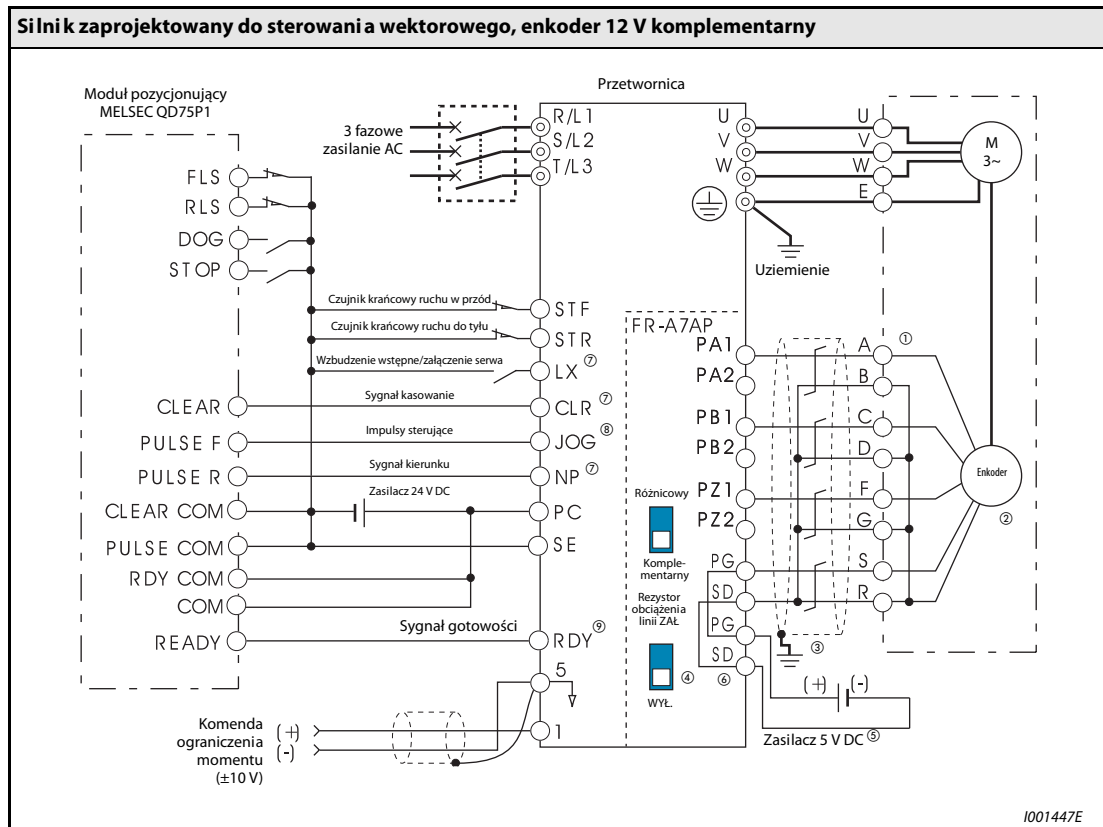 Silnik zaprojektowany do sterowania wektorowego, enkoder 12 V komplementarny
Przetwornica
Moduł pozycjonujący
MELSEC QD75P1
3 fazowe
zasilanie AC
R/L1
S/L2
T/L3
U
V
W
U
V
W
E
M
3~
Uziemienie
FLS
RLS
DOG
STOP
Czujnik krańcowy ruchu w przód
STF
Czujnik krańcowy ruchu do tyłu
STR
Wzbudzenie wstępne/załączenie serwa
LX ⑦
CLEAR
Sygnał kasowanie
CLR ⑦
PULSE F
Impulsy sterujące
JOG ⑧
PULSE R
Sygnał kierunku
NP ⑦
CLEAR COM
Zasilacz 24 V DC
PC
PULSE COM
SE
RDY COM
COM
READY
Sygnał gotowości
RDY ⑨
5
1
Komenda
ograniczenia
momentu
(±10 V)
(+)
(-)
FR-A7AP
PA1
PA2
PB1
PB2
PZ1
PZ2
PG
SD
PG
SD
Różnicowy
Komple-
mentarny
Rezystor
obciążenia
linii ZAŁ
④
WYŁ.
⑥
A
①
B
C
D
F
G
S
R
Enkoder
②
③
(+)
(-)
Zasilacz 5 V DC ⑤
I001447E